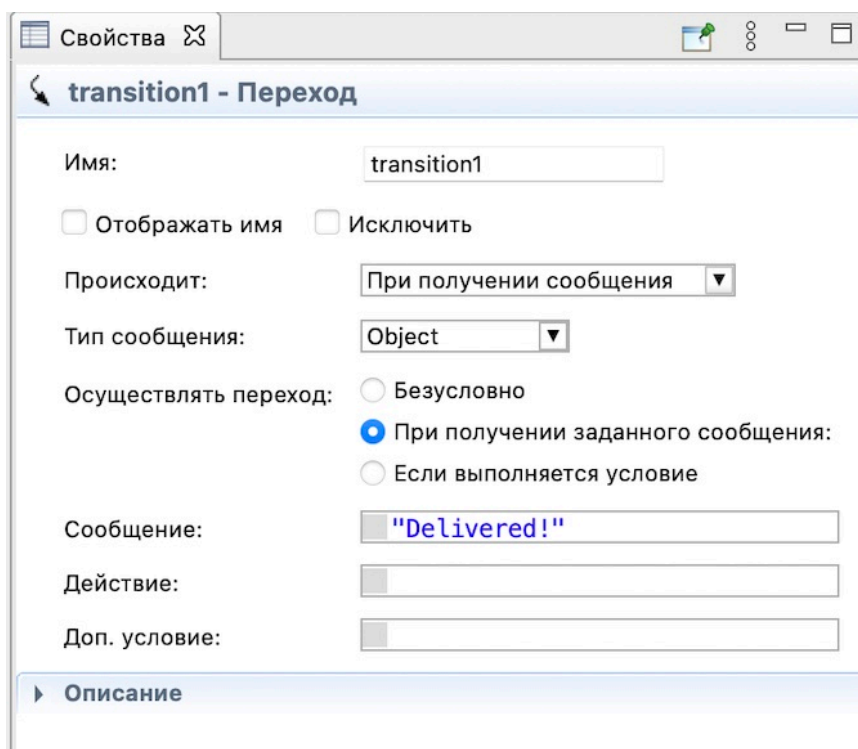 Свойства
transition1 - Переход
Имя: transition1
Отображать имя Исключить
Происходит: При получении сообщения
Тип сообщения: Object
Осуществлять переход: Безусловно
При получении заданного сообщения:
Если выполняется условие
Сообщение: "Delivered!"
Действие:
Доп. условие:
Описание